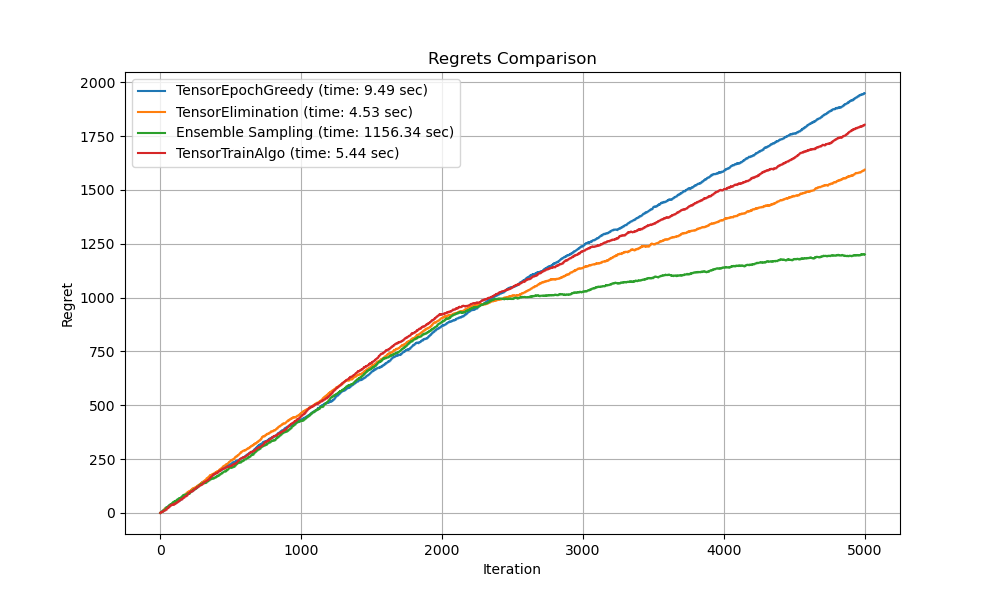 Regrets Comparison
TensorEpochGreedy (time: 9.49 sec)
TensorElimination (time: 4.53 sec)
Ensemble Sampling (time: 1156.34 sec)
TensorTrainAlgo (time: 5.44 sec)
2000
1750
1500
1250
1000
750
500
250
0
Regret
0 1000 2000 3000 4000 5000
Iteration